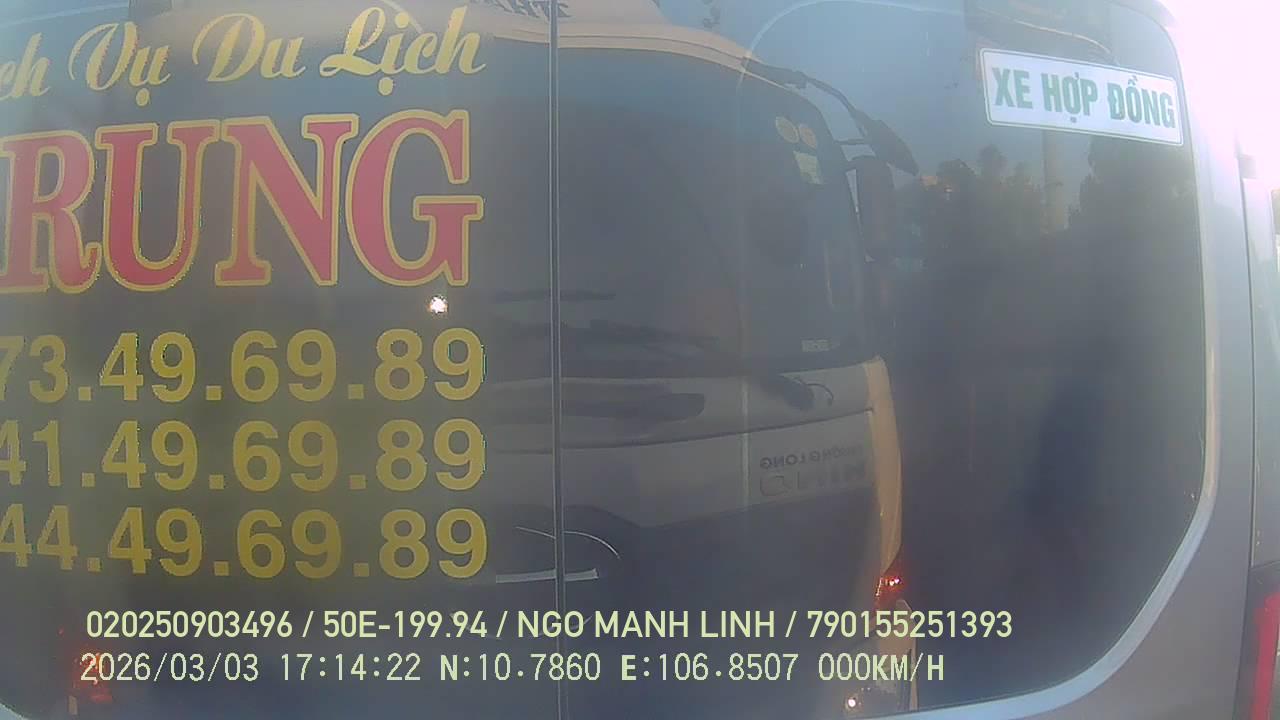 ch Vụ Du Lịch
RUNG
XE HỢP ĐỒNG
73.49.69.89
41.49.69.89
44.49.69.89
020250903496 / 50E-199.94 / NGO MANH LINH / 790155251393
2026/03/03 17:14:22 N:10.7860 E:106.8507 000KM/H